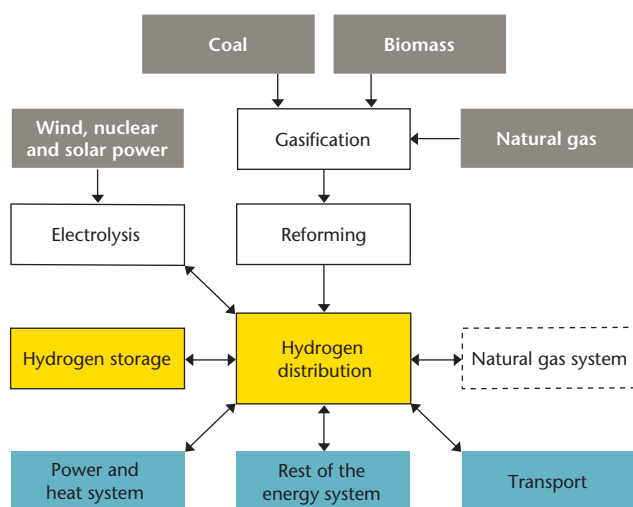 Coal
Biomass
Wind, nuclear
and solar power
Gasification
Natural gas
Electrolysis
Reforming
Hydrogen storage
Hydrogen
distribution
Natural gas system
Power and
heat system
Rest of the
energy system
Transport